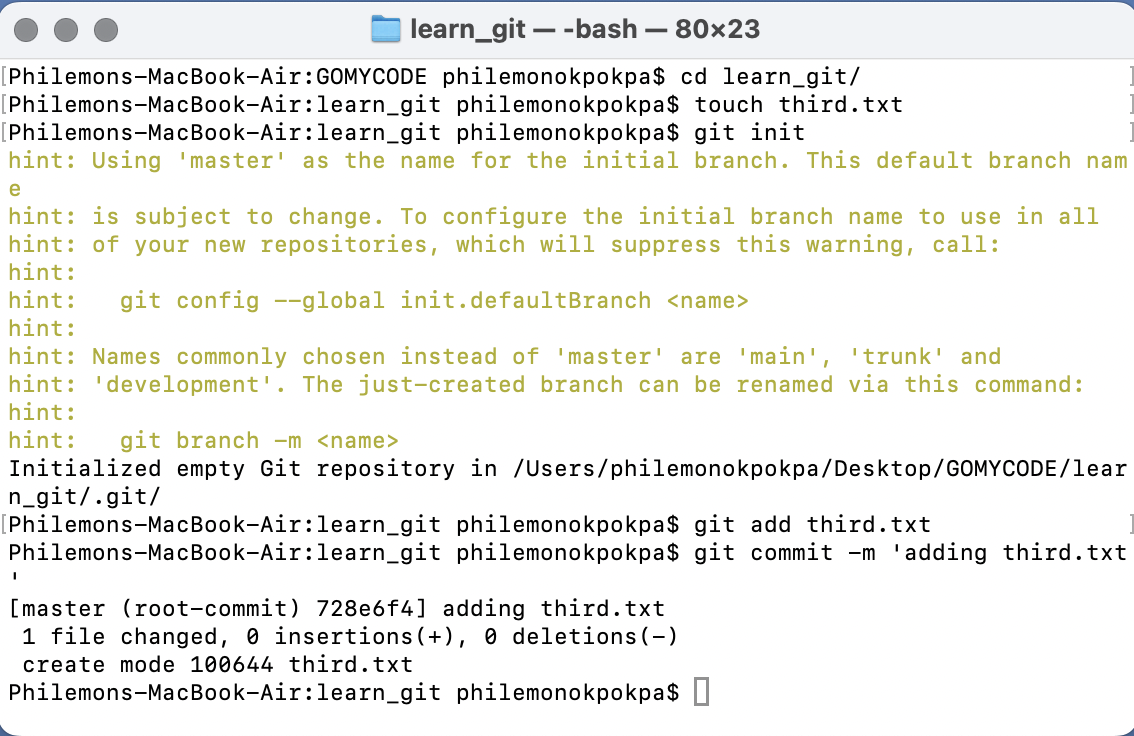 learn_git — -bash — 80×23
[Philemons-MacBook-Air:GOMYCODE philemonokpokpa$ cd learn_git/ ]
[Philemons-MacBook-Air:learn_git philemonokpokpa$ touch third.txt ]
[Philemons-MacBook-Air:learn_git philemonokpokpa$ git init ]
hint: Using 'master' as the name for the initial branch. This default branch nam
e
hint: is subject to change. To configure the initial branch name to use in all
hint: of your new repositories, which will suppress this warning, call:
hint:
hint:   git config --global init.defaultBranch <name>
hint:
hint: Names commonly chosen instead of 'master' are 'main', 'trunk' and
hint: 'development'. The just-created branch can be renamed via this command:
hint:
hint:   git branch -m <name>
Initialized empty Git repository in /Users/philemonokpokpa/Desktop/GOMYCODE/lear
n_git/.git/
[Philemons-MacBook-Air:learn_git philemonokpokpa$ git add third.txt ]
Philemons-MacBook-Air:learn_git philemonokpokpa$ git commit -m 'adding third.txt
'
[master (root-commit) 728e6f4] adding third.txt
 1 file changed, 0 insertions(+), 0 deletions(-)
 create mode 100644 third.txt
Philemons-MacBook-Air:learn_git philemonokpokpa$